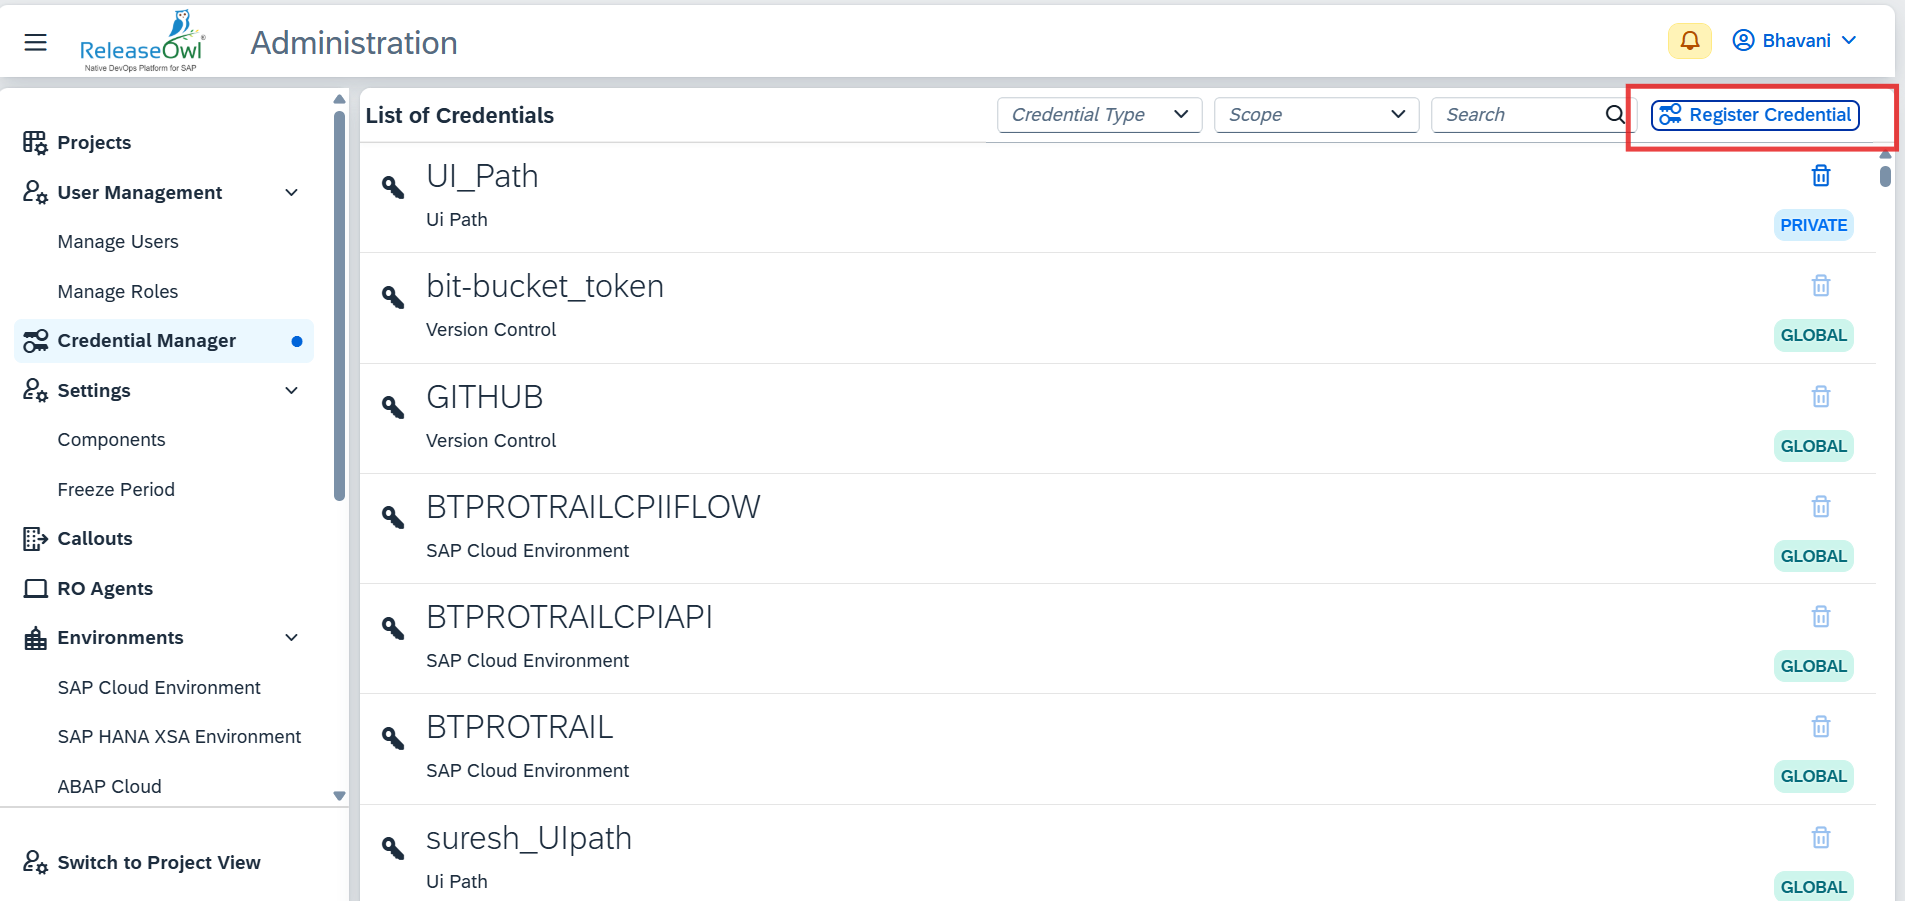 ReleaseOwl®
Native DevOps Platform for SAP
Administration
Bhavani
Projects
User Management
Manage Users
Manage Roles
Credential Manager
Settings
Components
Freeze Period
Callouts
RO Agents
Environments
SAP Cloud Environment
SAP HANA XSA Environment
ABAP Cloud
Switch to Project View
List of Credentials
Credential Type
Scope
Search
Register Credential
UI_Path
Ui Path
PRIVATE
bit-bucket_token
Version Control
GLOBAL
GITHUB
Version Control
GLOBAL
BTPROTRAILCPIIFLOW
SAP Cloud Environment
GLOBAL
BTPROTRAILCPIAPI
SAP Cloud Environment
GLOBAL
BTPROTRAIL
SAP Cloud Environment
GLOBAL
suresh_UIpath
Ui Path
GLOBAL